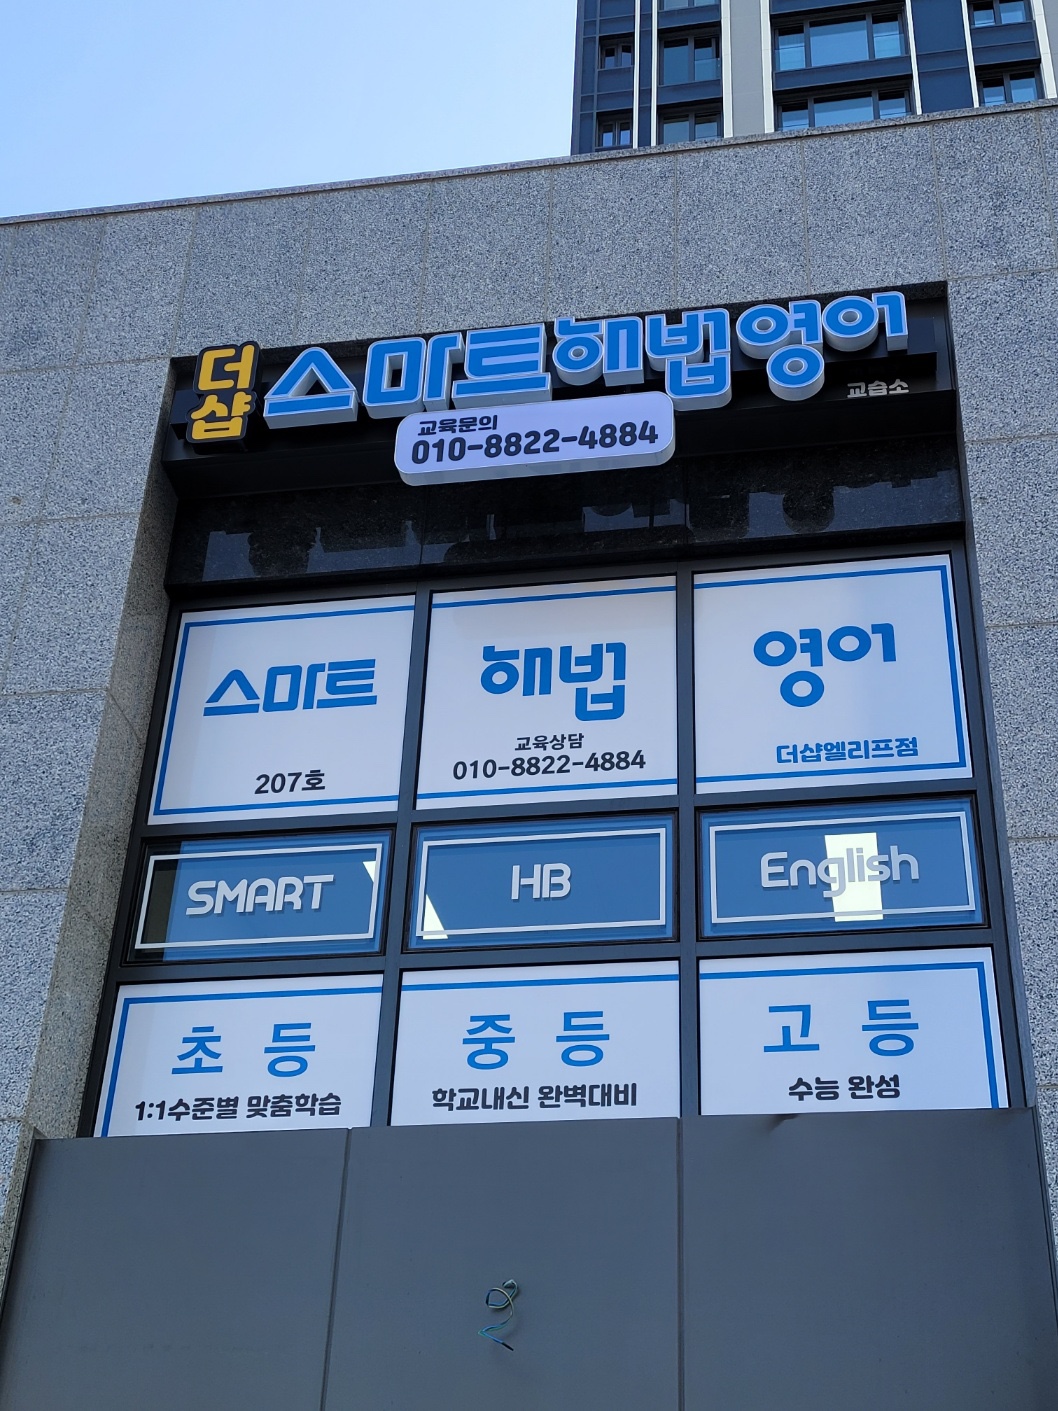 더샵 스마트해법영어 교습소
교육문의
010-8822-4884
스마트 해법 영어
교육상담
207호 010-8822-4884 더샵엘리프점
SMART HB English
초등 중등 고등
1:1수준별 맞춤학습 학교내신 완벽대비 수능 완성